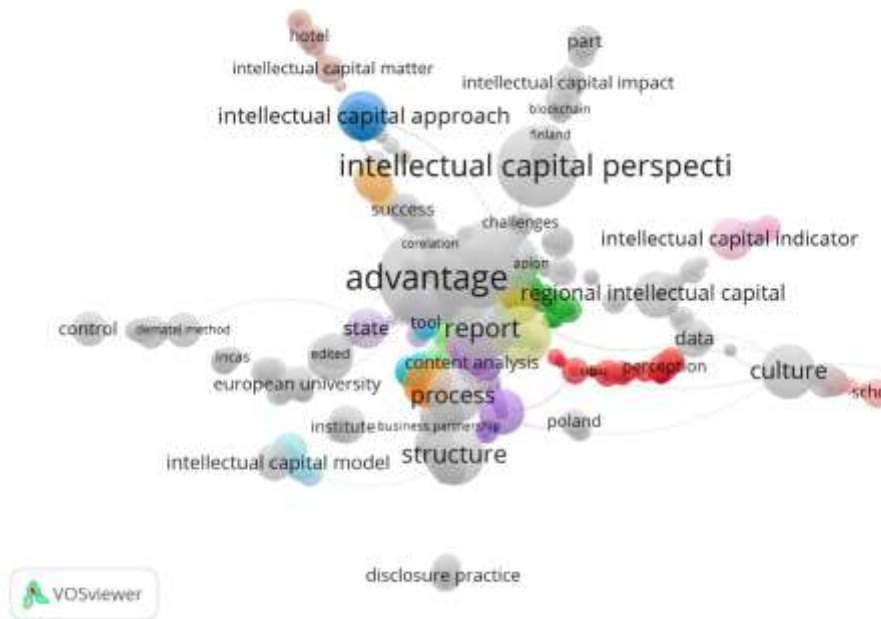 hotel
part
intellectual capital matter
intellectual capital impact
blockchain
intellectual capital approach
finland
intellectual capital perspecti
success
challenges
corelation
intellectual capital indicator
advantage
regional intellectual capital
control
dematel method
state
tool
report
data
edited
incas
content analysis
perception
culture
european university
process
schc
institute
business partnership
poland
structure
intellectual capital model
disclosure practice
VOSviewer